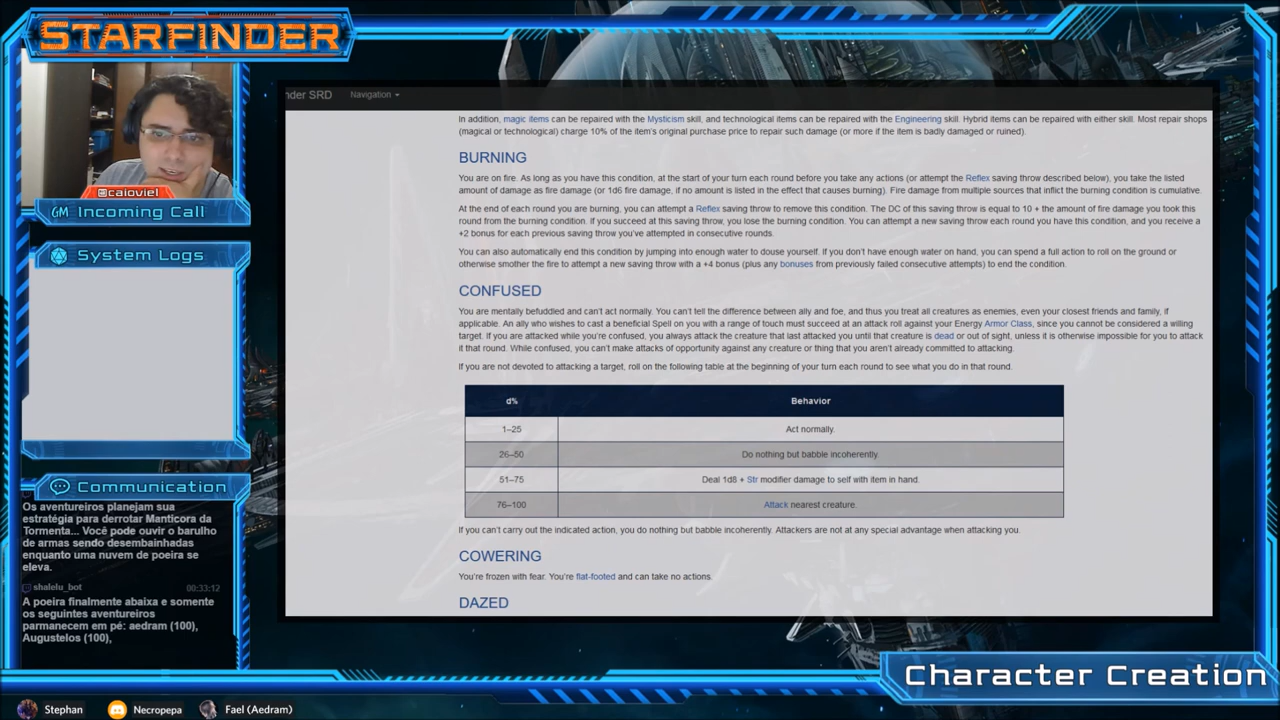 STARFINDER
@caioviel
GM Incoming Call
System Logs
Communication
Os aventureiros planejam sua
estratégia para derrotar Manticora da
Tormenta... Você pode ouvir o barulho
de armas sendo desembainhadas
enquanto uma nuvem de poeira se
eleva.
shalelu_bot 00:33:12
A poeira finalmente abaixa e somente
os seguintes aventureiros
parmanecem em pé: aedram (100),
Augustelos (100),
nder SRD Navigation
In addition, magic items can be repaired with the Mysticism skill, and technological items can be repaired with the Engineering skill. Hybrid items can be repaired with either skill. Most repair shops
(magical or technological) charge 10% of the item's original purchase price to repair such damage (or more if the item is badly damaged or ruined).
BURNING
You are on fire. As long as you have this condition, at the start of your turn each round before you take any actions (or attempt the Reflex saving throw described below), you take the listed
amount of damage as fire damage (or 1d6 fire damage, if no amount is listed in the effect that causes burning). Fire damage from multiple sources that inflict the burning condition is cumulative.
At the end of each round you are burning, you can attempt a Reflex saving throw to remove this condition. The DC of this saving throw is equal to 10 + the amount of fire damage you took this
round from the burning condition. If you succeed at this saving throw, you lose the burning condition. You can attempt a new saving throw each round you have this condition, and you receive a
+2 bonus for each previous saving throw you've attempted in consecutive rounds.
You can also automatically end this condition by jumping into enough water to douse yourself. If you don't have enough water on hand, you can spend a full action to roll on the ground or
otherwise smother the fire to attempt a new saving throw with a +4 bonus (plus any bonuses from previously failed consecutive attempts) to end the condition.
CONFUSED
You are mentally befuddled and can't act normally. You can't tell the difference between ally and foe, and thus you treat all creatures as enemies, even your closest friends and family, if
applicable. An ally who wishes to cast a beneficial Spell on you with a range of touch must succeed at an attack roll against your Energy Armor Class, since you cannot be considered a willing
target. If you are attacked while you're confused, you always attack the creature that last attacked you until that creature is dead or out of sight, unless it is otherwise impossible for you to attack
it that round. While confused, you can't make attacks of opportunity against any creature or thing that you aren't already committed to attacking.
If you are not devoted to attacking a target, roll on the following table at the beginning of your turn each round to see what you do in that round.
d% Behavior
1–25 Act normally.
26–50 Do nothing but babble incoherently.
51–75 Deal 1d8 + Str modifier damage to self with item in hand.
76–100 Attack nearest creature.
If you can't carry out the indicated action, you do nothing but babble incoherently. Attackers are not at any special advantage when attacking you.
COWERING
You're frozen with fear. You're flat-footed and can take no actions.
DAZED
Character Creation
Stephan Necropepa Fael (Aedram)